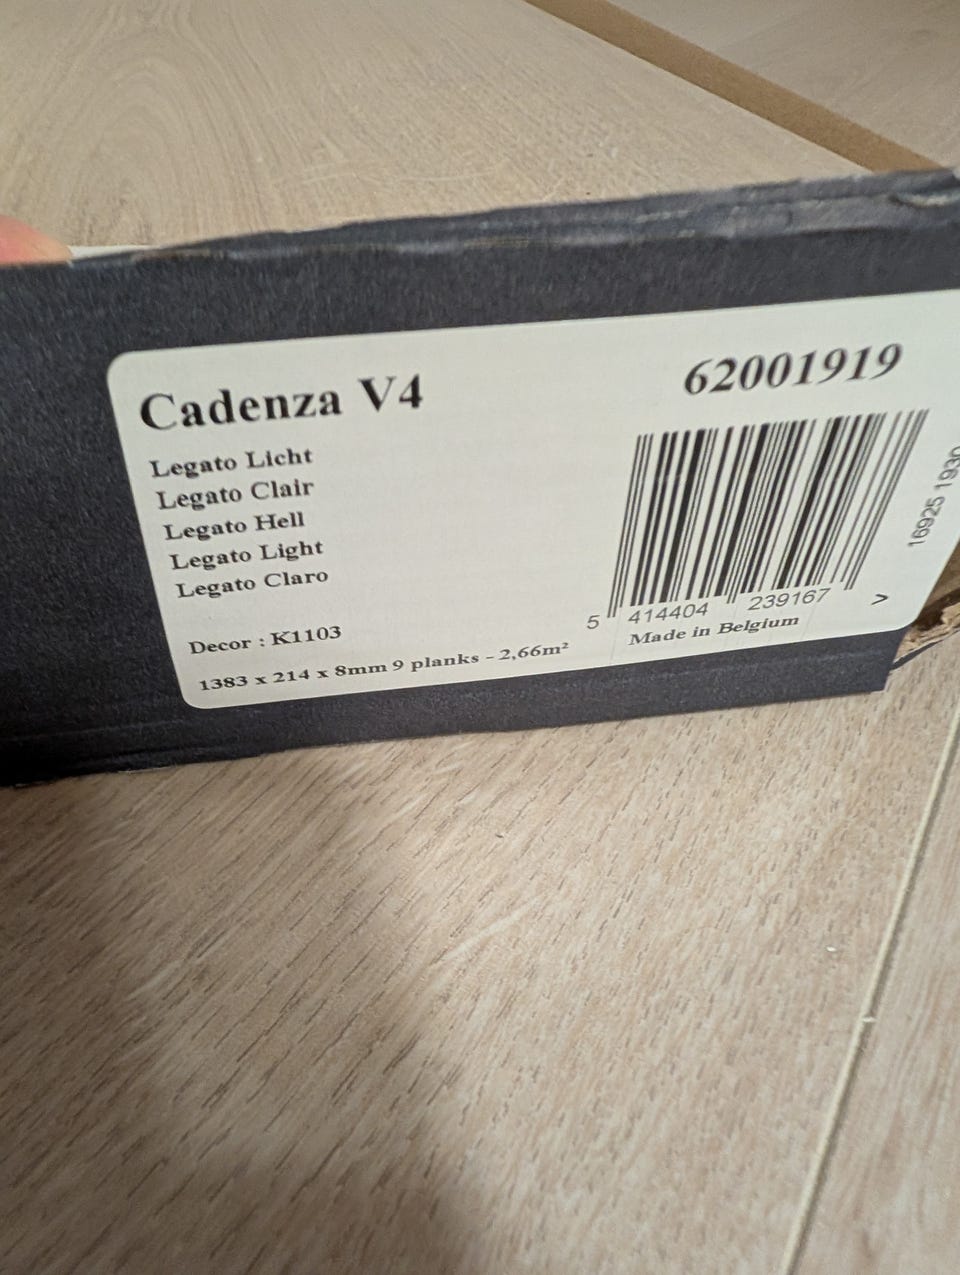 Cadenza V4
62001919
Legato Licht
Legato Clair
Legato Hell
Legato Light
Legato Claro
Decor : K1103
1383 x 214 x 8mm 9 planks - 2,66m²
5 414404 239167 >
Made in Belgium
16925 1930